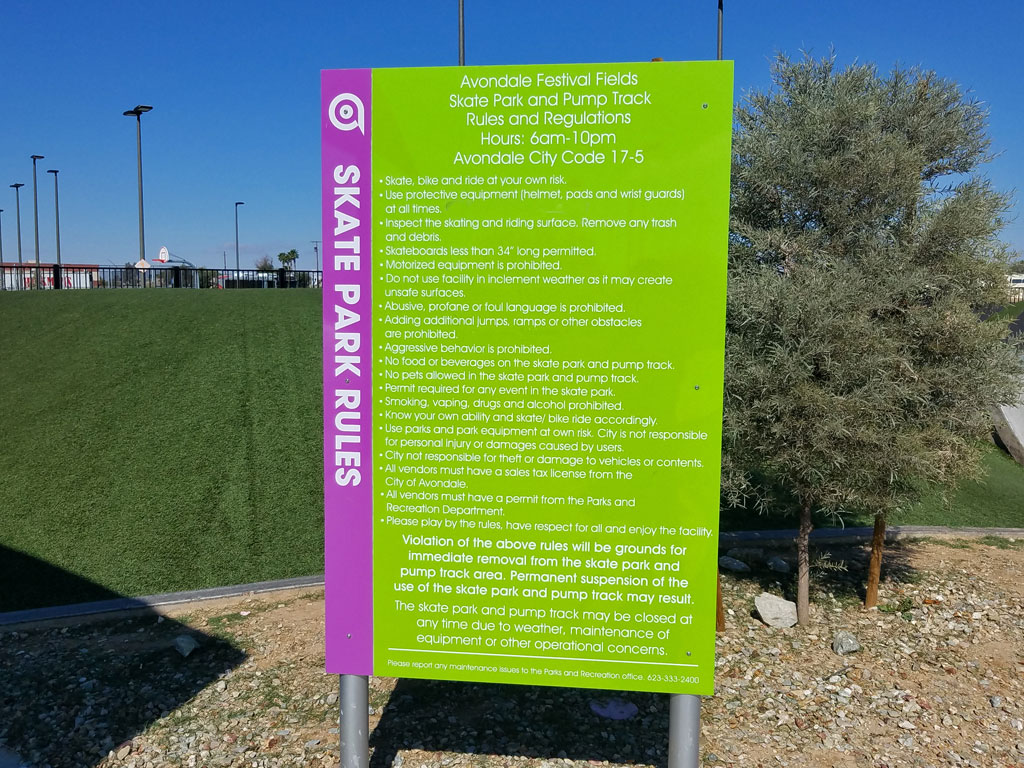 SKATE PARK RULES
Avondale Festival Fields
Skate Park and Pump Track
Rules and Regulations
Hours: 6am-10pm
Avondale City Code 17-5
• Skate, bike and ride at your own risk.
• Use protective equipment (helmet, pads and wrist guards)
at all times.
• Inspect the skating and riding surface. Remove any trash
and debris.
• Skateboards less than 34" long permitted.
• Motorized equipment is prohibited.
• Do not use facility in inclement weather as it may create
unsafe surfaces.
• Abusive, profane or foul language is prohibited.
• Adding additional jumps, ramps or other obstacles
are prohibited.
• Aggressive behavior is prohibited.
• No food or beverages on the skate park and pump track.
• No pets allowed in the skate park and pump track.
• Permit required for any event in the skate park.
• Smoking, vaping, drugs and alcohol prohibited.
• Know your own ability and skate/ bike ride accordingly.
• Use parks and park equipment at own risk. City is not responsible
for personal injury or damages caused by users.
• City not responsible for theft or damage to vehicles or contents.
• All vendors must have a sales tax license from the
City of Avondale.
• All vendors must have a permit from the Parks and
Recreation Department.
• Please play by the rules, have respect for all and enjoy the facility.
Violation of the above rules will be grounds for
immediate removal from the skate park and
pump track area. Permanent suspension of the
use of the skate park and pump track may result.
The skate park and pump track may be closed at
any time due to weather, maintenance of
equipment or other operational concerns.
Please report any maintenance issues to the Parks and Recreation office. 623-333-2400